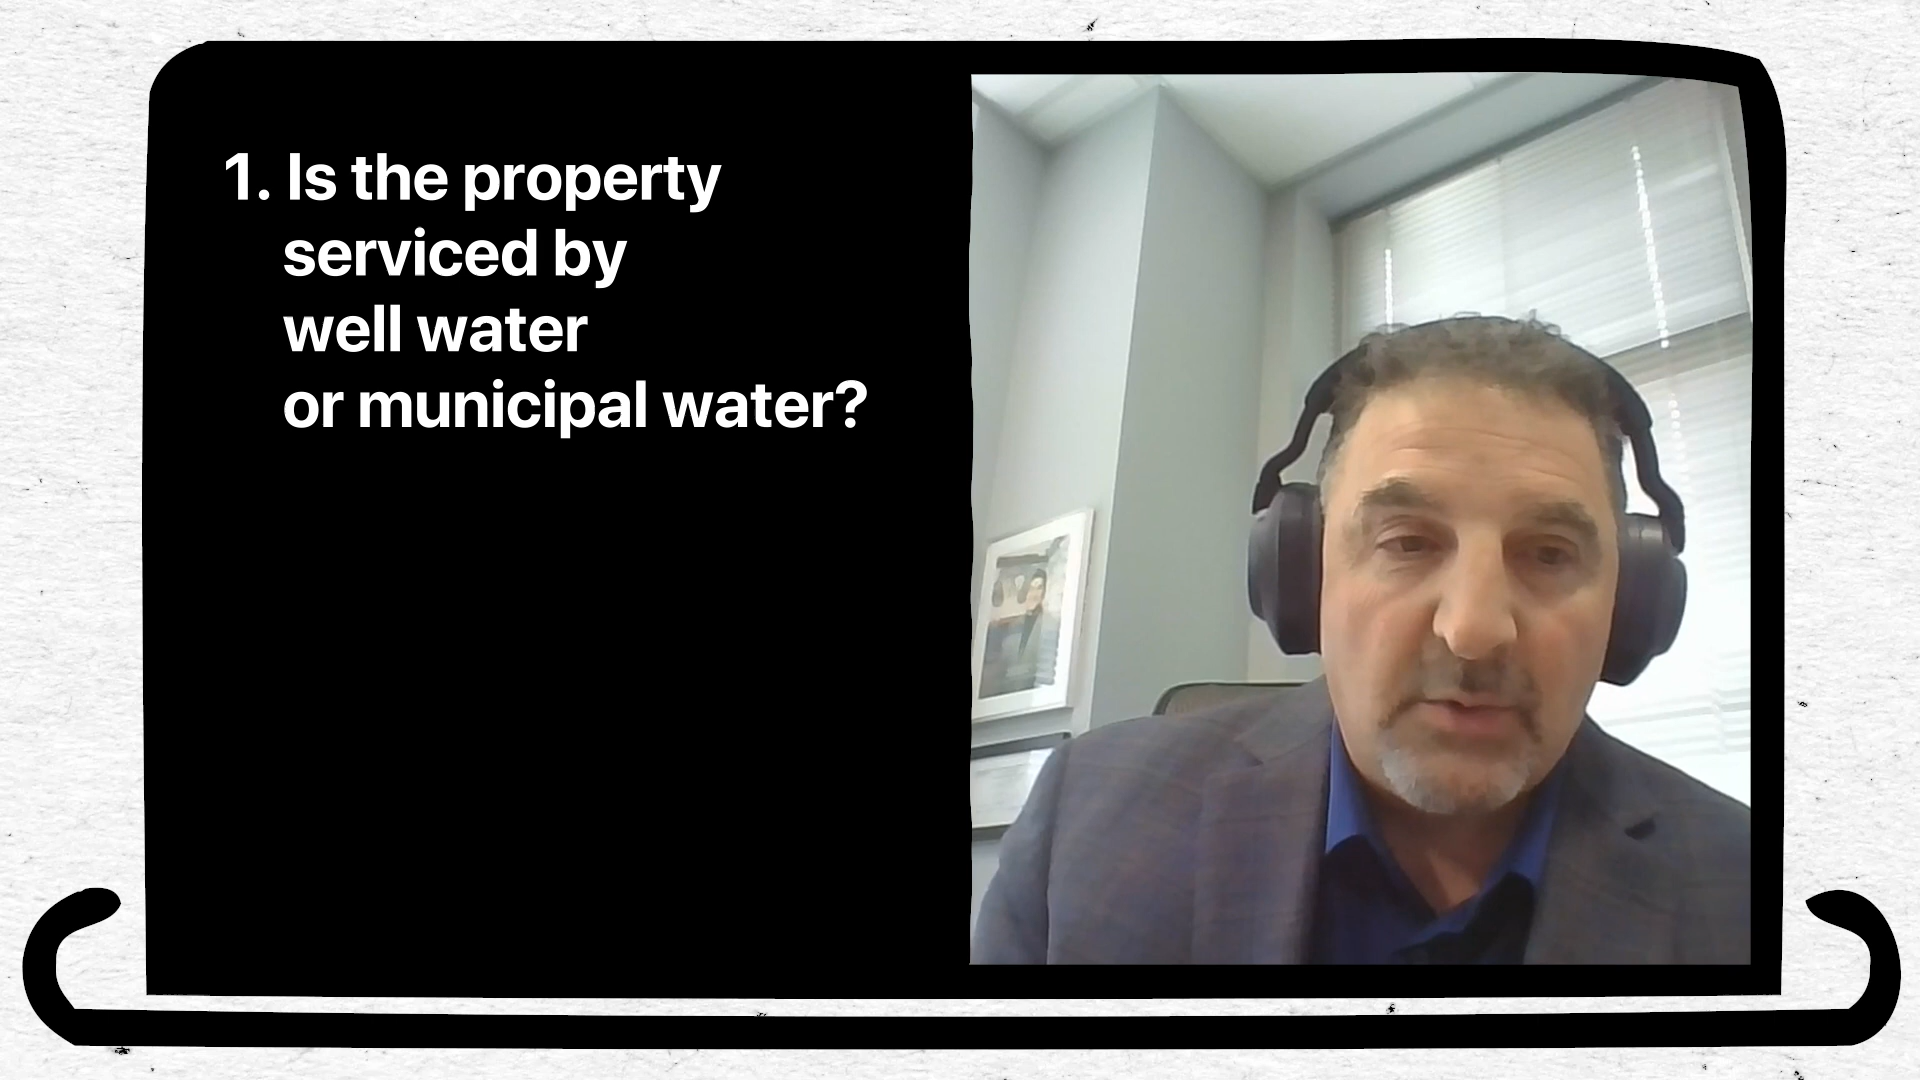 1. Is the property
serviced by
well water
or municipal water?